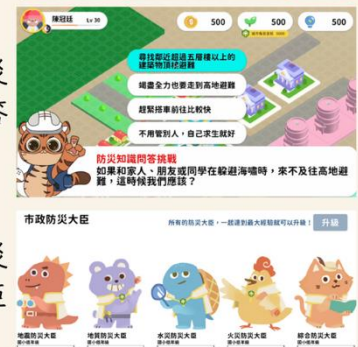 陳冠廷 Lv 30
500
500
500
尋找鄰近超過五層樓以上的
建築物頂樓避難
竭盡全力也要走到高地避難
趕緊搭車前往比較快
不用管別人，自己求生就好
防災知識問答挑戰
如果和家人、朋友或同學在躲避海嘯時，來不及往高地避
難，這時候我們應該？
市政防災大臣
所有的防災大臣，一起達到最大經驗就可以升級！
升級
地震防災大臣
地質防災大臣
水災防災大臣
火災防災大臣
綜合防災大臣